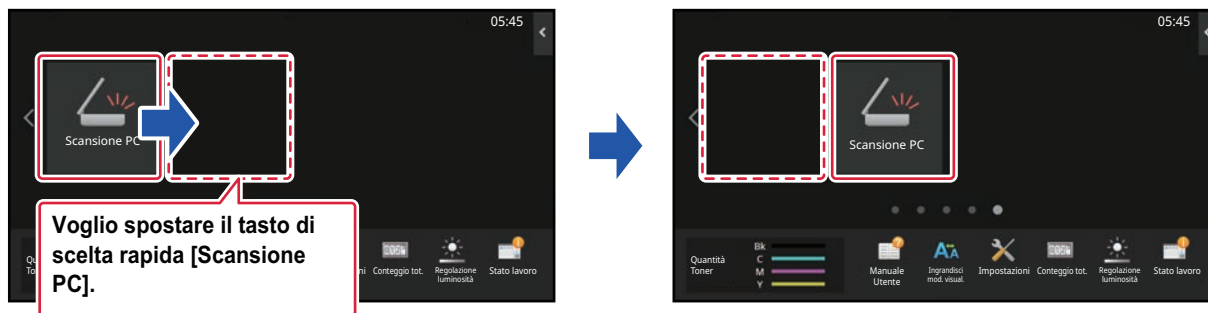 05:45
Scansione PC
Voglio spostare il tasto di
scelta rapida [Scansione
PC].
Conteggio tot.
Regolazione
luminosità
Stato lavoro
05:45
Scansione PC
Quantità
Toner
Bk
C
M
Y
Manuale
Utente
Ingrandisci
mod. visual.
Impostazioni
Conteggio tot.
Regolazione
luminosità
Stato lavoro